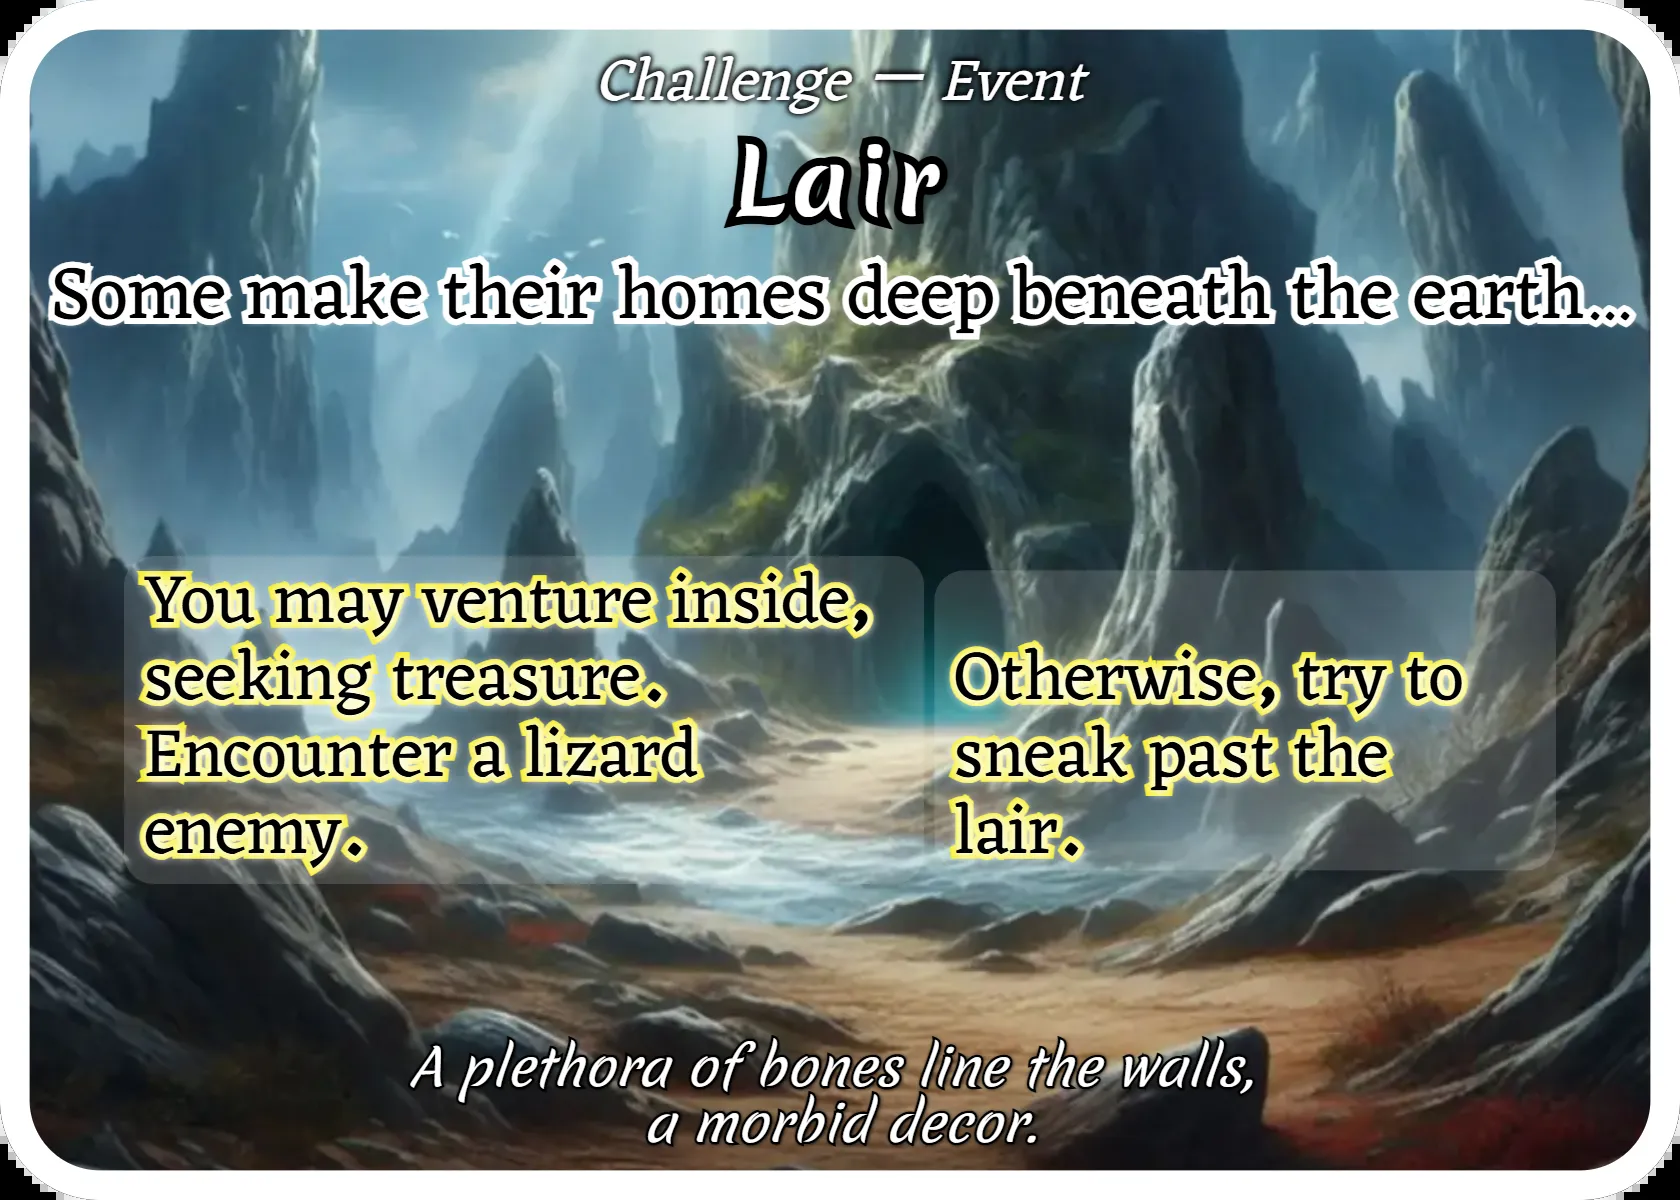 Challenge — Event
Lair
Some make their homes deep beneath the earth...
You may venture inside,
seeking treasure.
Encounter a lizard
enemy.
Otherwise, try to
sneak past the
lair.
A plethora of bones line the walls,
a morbid decor.